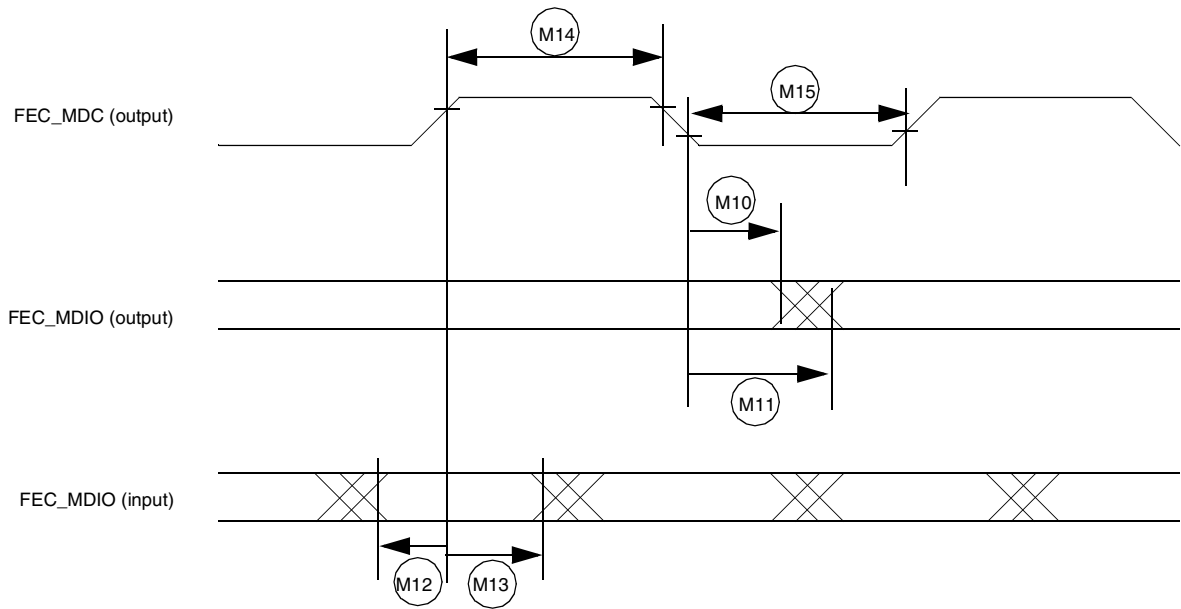 M14
M15
FEC_MDC (output)
M10
FEC_MDIO (output)
M11
FEC_MDIO (input)
M12
M13